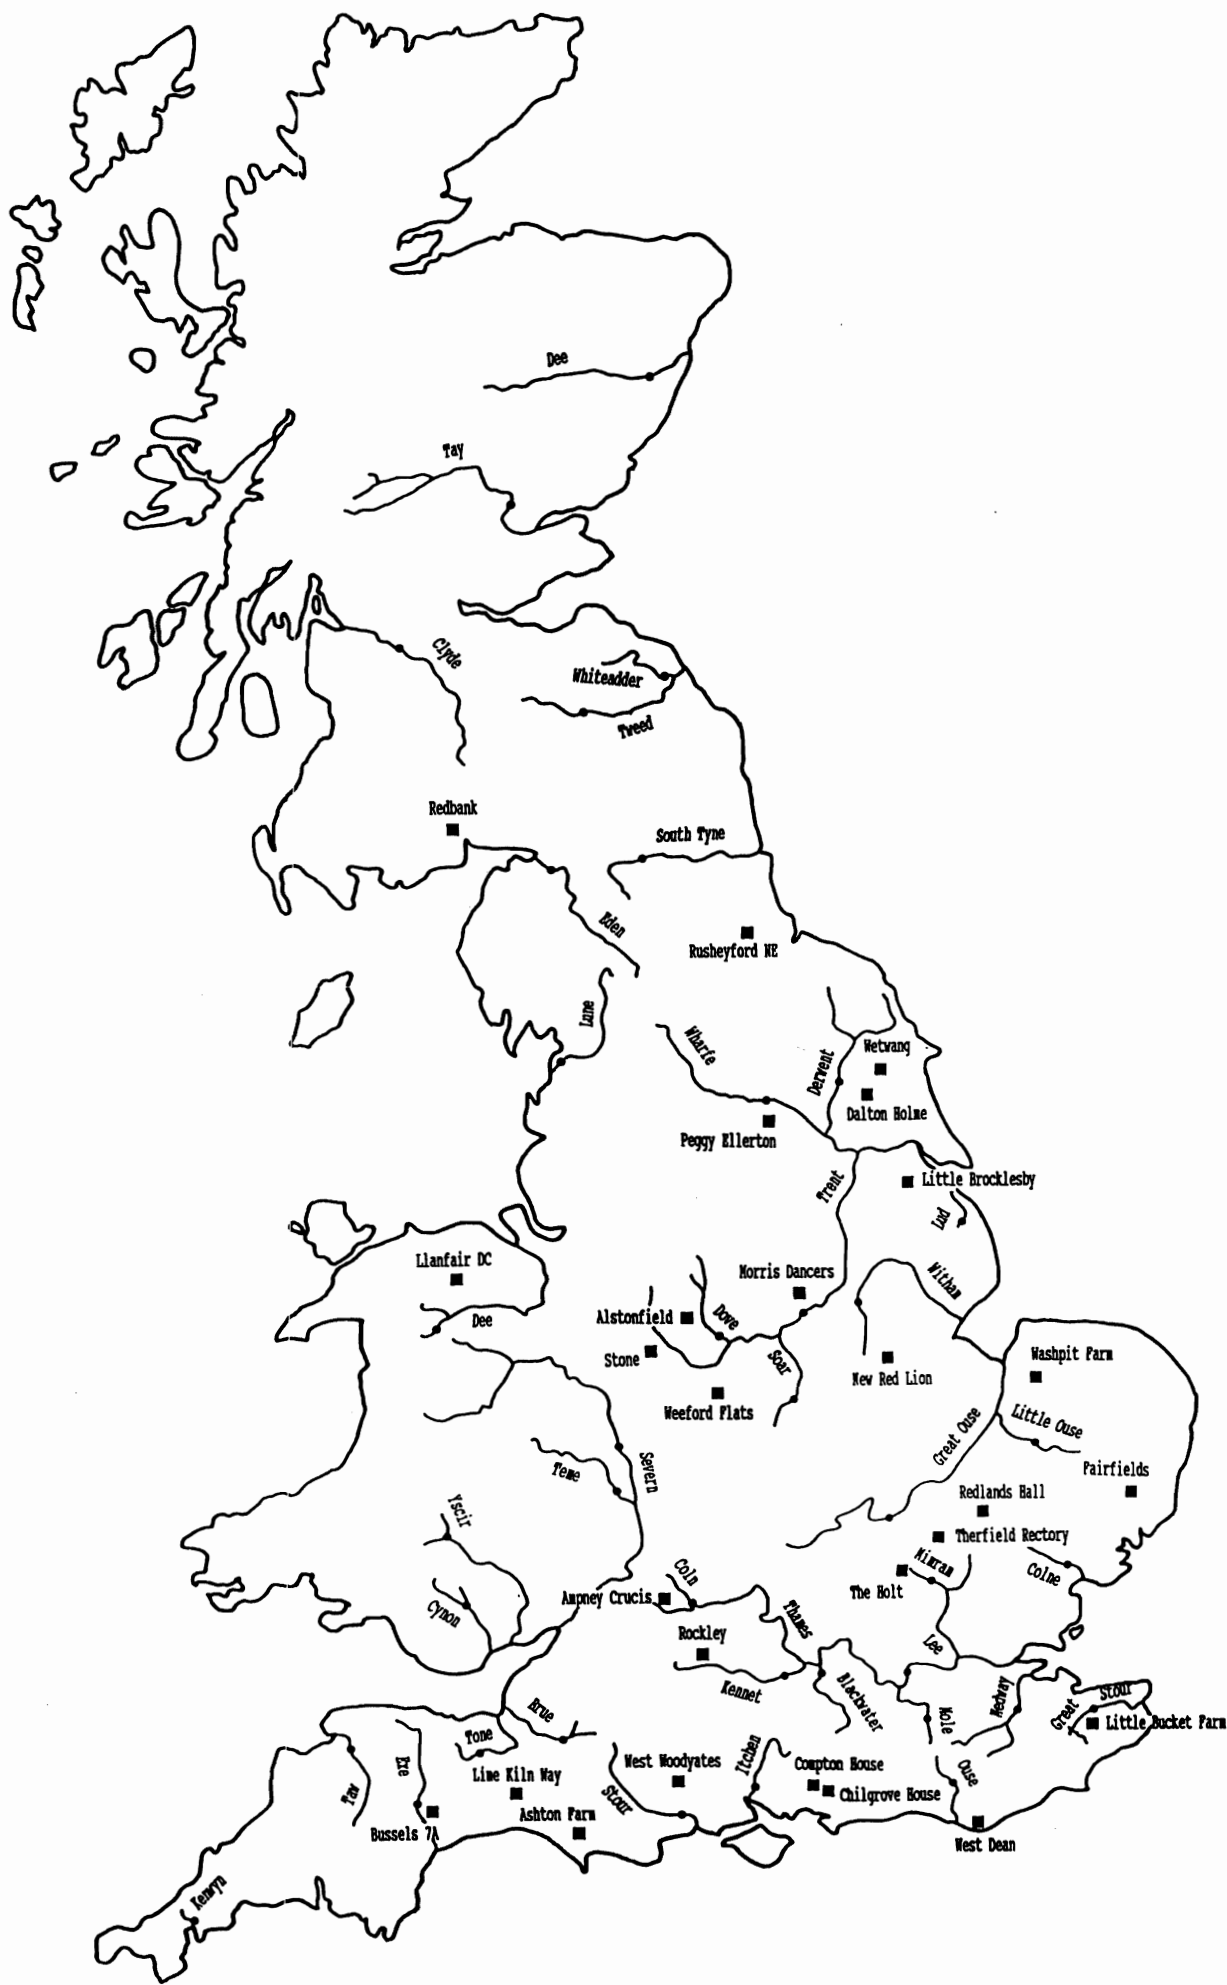 Dee
Tay
Clyde
Whiteadder
Tweed
Redbank
South Tyne
Eden
Rusheyford NE
Lune
Wharfe
Derwent
Wetwang
Dalton Holme
Peggy Ellerton
Trent
Little Brocklesby
Lud
Llanfair DC
Dee
Morris Dancers
Witham
Alstonfield
Dove
Stone
Soar
New Red Lion
Washpit Farm
Weeford Flats
Great Ouse
Little Ouse
Severn
Teme
Fairfields
Redlands Hall
Yscir
Therfield Rectory
Mimram
Colne
The Holt
Coln
Ampney Crucis
Cynon
Thames
Rockley
Lee
Kennet
Blackwater
Medway
Mole
Great Stour
Little Bucket Farm
Brue
Tone
Exe
Tav
Lime Kiln Way
West Woodyates
Itchen
Compton House
Chilgrove House
Ouse
Stour
Ashton Farm
Bussels 7A
West Dean
Kenwyn